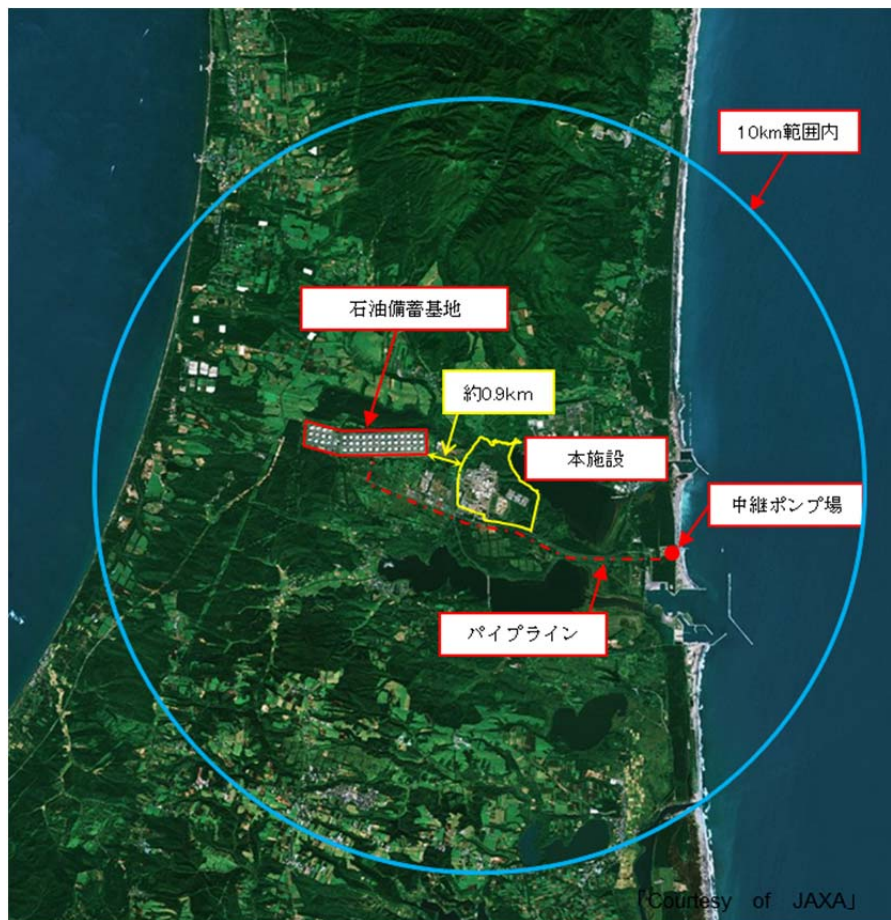 10km範囲内
石油備蓄基地
約0.9km
本施設
中継ポンプ場
パイプライン
「Courtesy of JAXA」